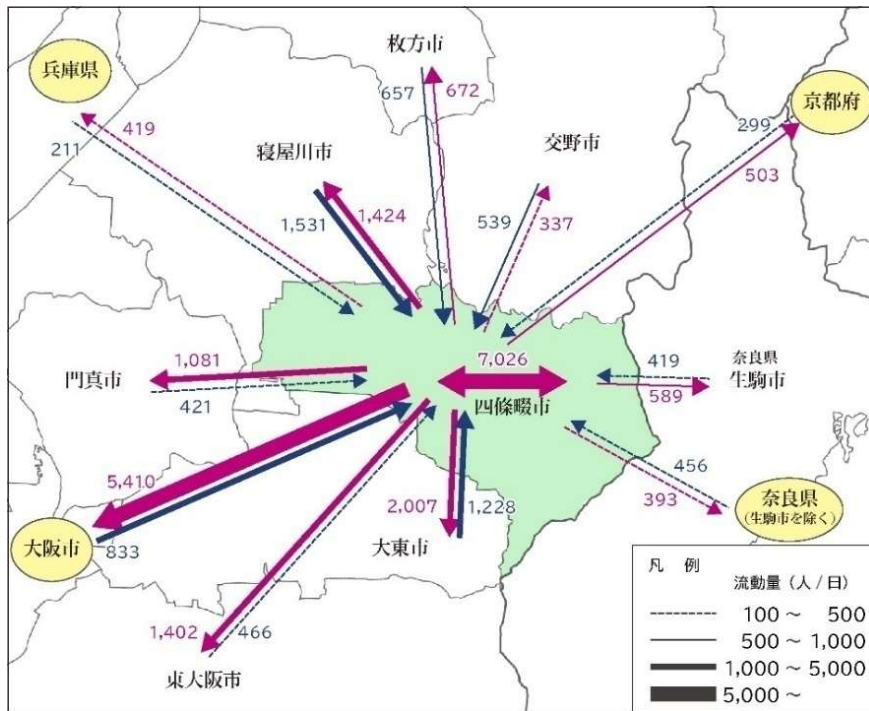 枚方市
兵庫県
657
672
京都府
419
211
299
寝屋川市
交野市
503
1,531
1,424
539
337
7,026
門真市
1,081
421
四條畷市
奈良県
生駒市
419
589
5,410
833
大阪市
2,007
1,228
大東市
456
393
奈良県
(生駒市を除く)
1,402
466
東大阪市
凡 例
流動量(人/日)
100 ~ 500
500 ~ 1,000
1,000 ~ 5,000
5,000 ~